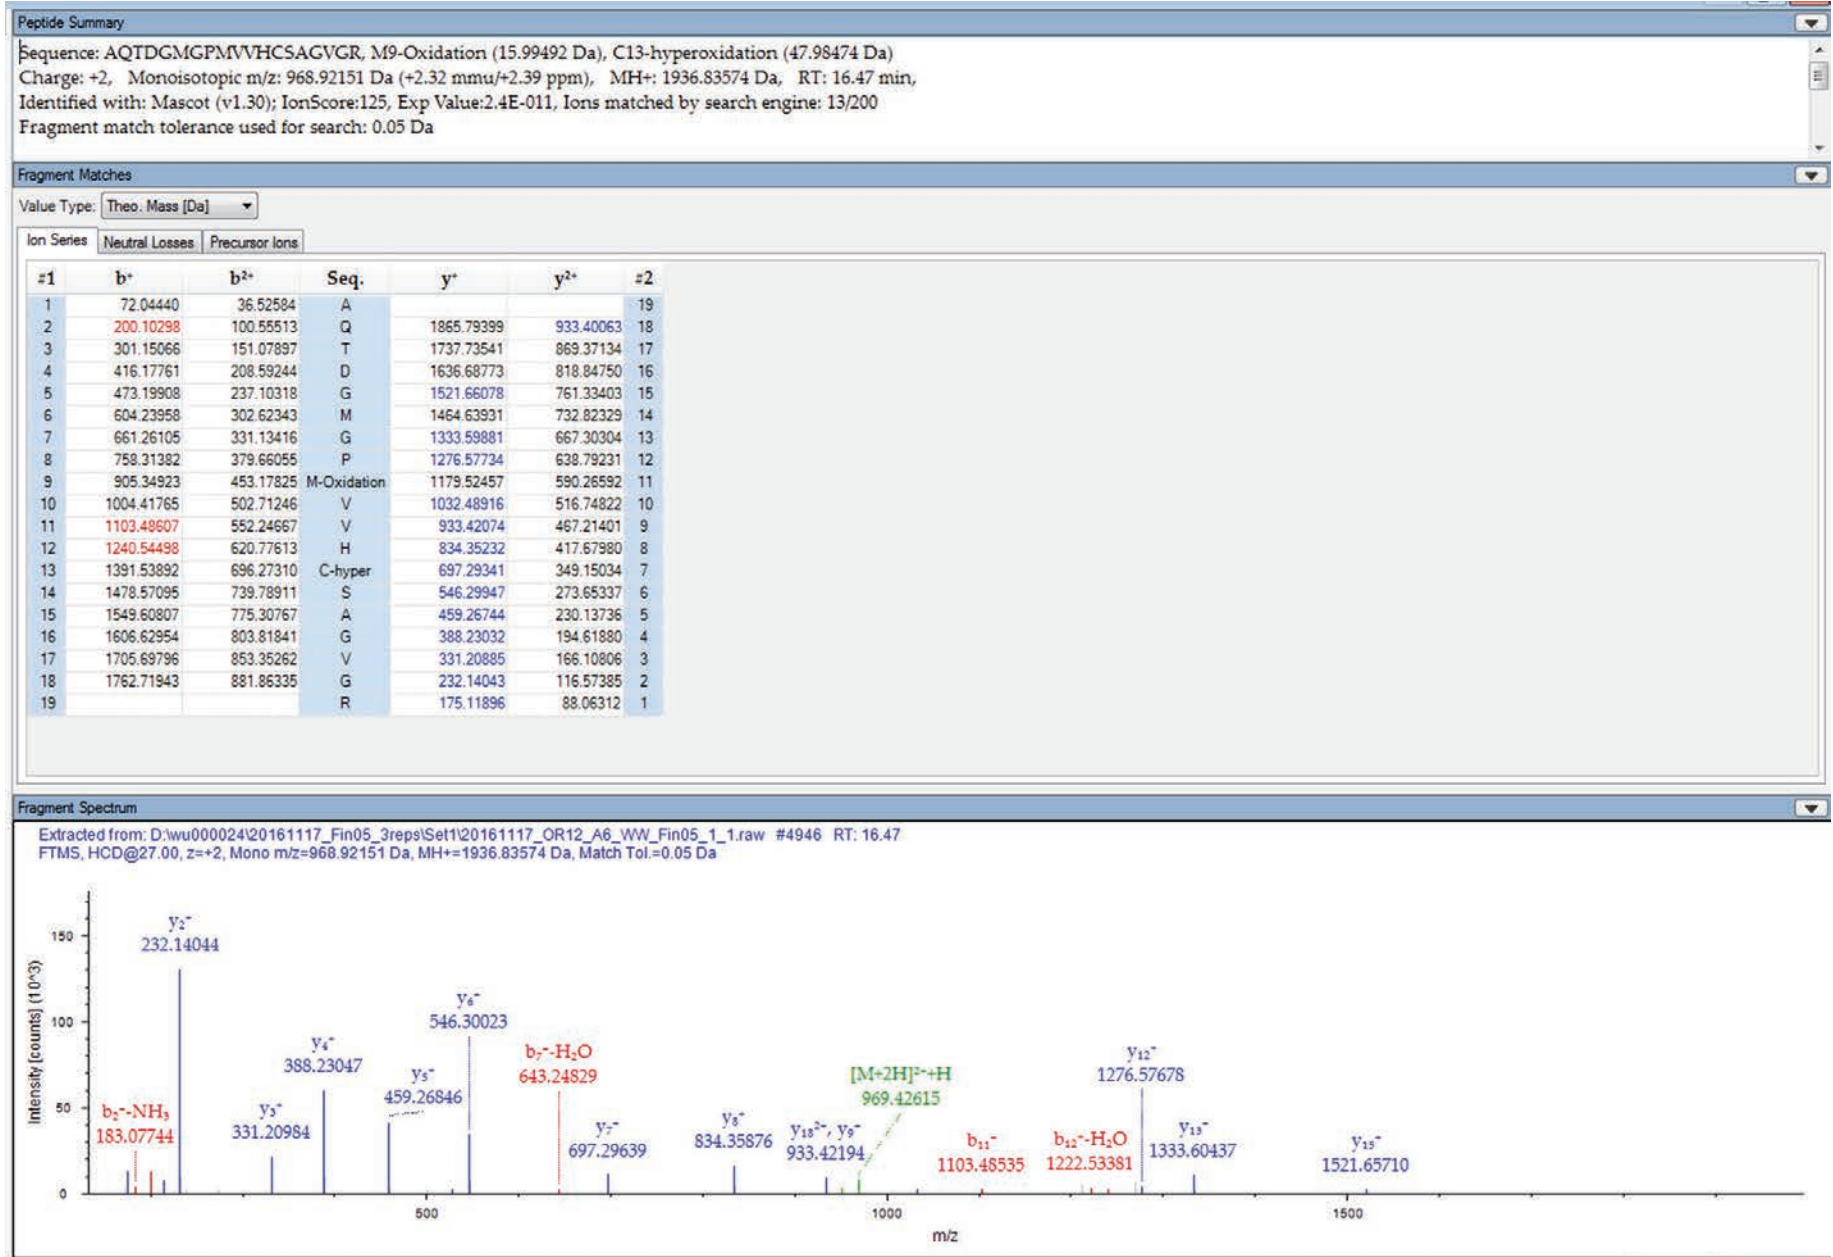 Peptide Summary
Sequence: AQTDGMGPMVVHCSAGVGR, M9-Oxidation (15.99492 Da), C13-hyperoxidation (47.98474 Da)
Charge: +2, Monoisotopic m/z: 968.92151 Da (+2.32 mmu/+2.39 ppm), MH+: 1936.83574 Da, RT: 16.47 min,
Identified with: Mascot (v1.30); IonScore:125, Exp Value:2.4E-011, Ions matched by search engine: 13/200
Fragment match tolerance used for search: 0.05 Da
Fragment Matches
Value Type: Theo. Mass [Da]
Ion Series Neutral Losses Precursor Ions
#1 b⁺ b²⁺ Seq. y⁺ y²⁺ #2
1 72.04440 36.52584 A 19
2 200.10298 100.55513 Q 1865.79399 933.40063 18
3 301.15066 151.07897 T 1737.73541 869.37134 17
4 416.17761 208.59244 D 1636.68773 818.84750 16
5 473.19908 237.10318 G 1521.66078 761.33403 15
6 604.23958 302.62343 M 1464.63931 732.82329 14
7 661.26105 331.13416 G 1333.59881 667.30304 13
8 758.31382 379.66055 P 1276.57734 638.79231 12
9 905.34923 453.17825 M-Oxidation 1179.52457 590.26592 11
10 1004.41765 502.71246 V 1032.48916 516.74822 10
11 1103.48607 552.24667 V 933.42074 467.21401 9
12 1240.54498 620.77613 H 834.35232 417.67980 8
13 1391.53892 696.27310 C-hyper 697.29341 349.15034 7
14 1478.57095 739.78911 S 546.29947 273.65337 6
15 1549.60807 775.30767 A 459.26744 230.13736 5
16 1606.62954 803.81841 G 388.23032 194.61880 4
17 1705.69796 853.35262 V 331.20885 166.10806 3
18 1762.71943 881.86335 G 232.14043 116.57385 2
19 R 175.11896 88.06312 1
Fragment Spectrum
Extracted from: D:\wu000024\20161117_Fin05_3reps\Set1\20161117_OR12_A6_WW_Fin05_1_1.raw #4946 RT: 16.47
FTMS, HCD@27.00, z=+2, Mono m/z=968.92151 Da, MH+=1936.83574 Da, Match Tol.=0.05 Da
Intensity [counts] (10^3)
150
100
50
0
b₂⁺-NH₃
183.07744
y₂⁺
232.14044
y₃⁺
331.20984
y₄⁺
388.23047
y₅⁺
459.26846
y₆⁺
546.30023
b₇⁺-H₂O
643.24829
y₇⁺
697.29639
y₈⁺
834.35876
y₁₈²⁺, y₉⁺
933.42194
[M+2H]²⁺+H
969.42615
b₁₁⁺
1103.48535
b₁₂⁺-H₂O
1222.53381
y₁₂⁺
1276.57678
y₁₃⁺
1333.60437
y₁₅⁺
1521.65710
500
1000
1500
m/z